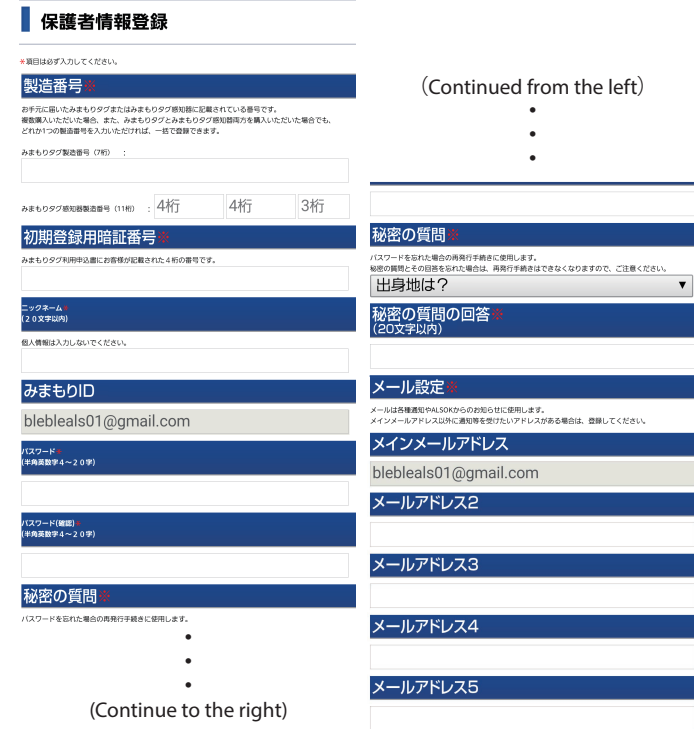 保護者情報登録
※項目は必ず入力してください。
製造番号※
お手元に届いたみまもりタグまたはみまもりタグ感知器に記載されている番号です。
複数購入いただいた場合、また、みまもりタグとみまもりタグ感知器両方を購入いただいた場合でも、
どれか1つの製造番号を入力いただければ、一括で登録できます。
みまもりタグ製造番号（7桁） ：
みまもりタグ感知器製造番号（11桁） ： 4桁 4桁 3桁
初期登録用暗証番号※
みまもりタグ利用申込書にお客様が記載された４桁の番号です。
ニックネーム※
(２０文字以内)
個人情報は入力しないでください。
みまもりID
blebleals01@gmail.com
パスワード※
(半角英数字４～２０字)
パスワード(確認)※
(半角英数字４～２０字)
秘密の質問※
パスワードを忘れた場合の再発行手続きに使用します。
•
•
•
(Continue to the right)
（Continued from the left）
•
•
•
秘密の質問※
パスワードを忘れた場合の再発行手続きに使用します。
秘密の質問とその回答を忘れた場合は、再発行手続きはできなくなりますので、ご注意ください。
出身地は？ ▼
秘密の質問の回答※
(20文字以内)
メール設定※
メールは各種通知やALSOKからのお知らせに使用します。
メインメールアドレス以外に通知等を受けたいアドレスがある場合は、登録してください。
メインメールアドレス
blebleals01@gmail.com
メールアドレス2
メールアドレス3
メールアドレス4
メールアドレス5